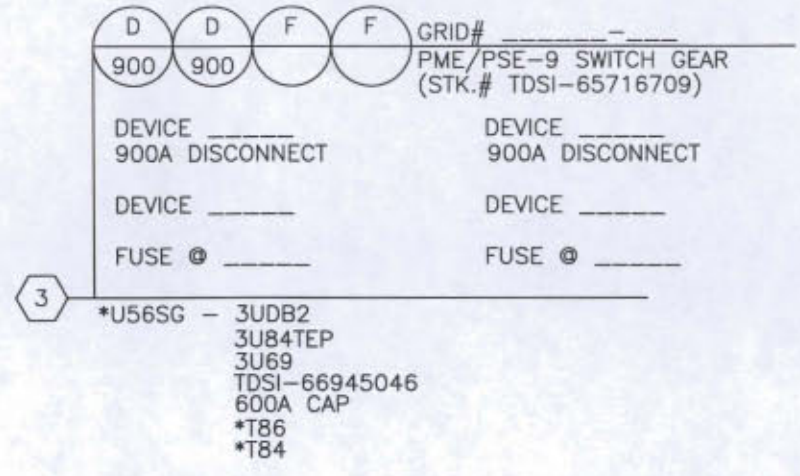 D D F F GRID# _______-___
900 900 PME/PSE-9 SWITCH GEAR
(STK.# TDSI-65716709)
DEVICE _____ DEVICE _____
900A DISCONNECT 900A DISCONNECT
DEVICE _____ DEVICE _____
FUSE @ _____ FUSE @ _____
3
*U56SG - 3UDB2
3U84TEP
3U69
TDSI-66945046
600A CAP
*T86
*T84